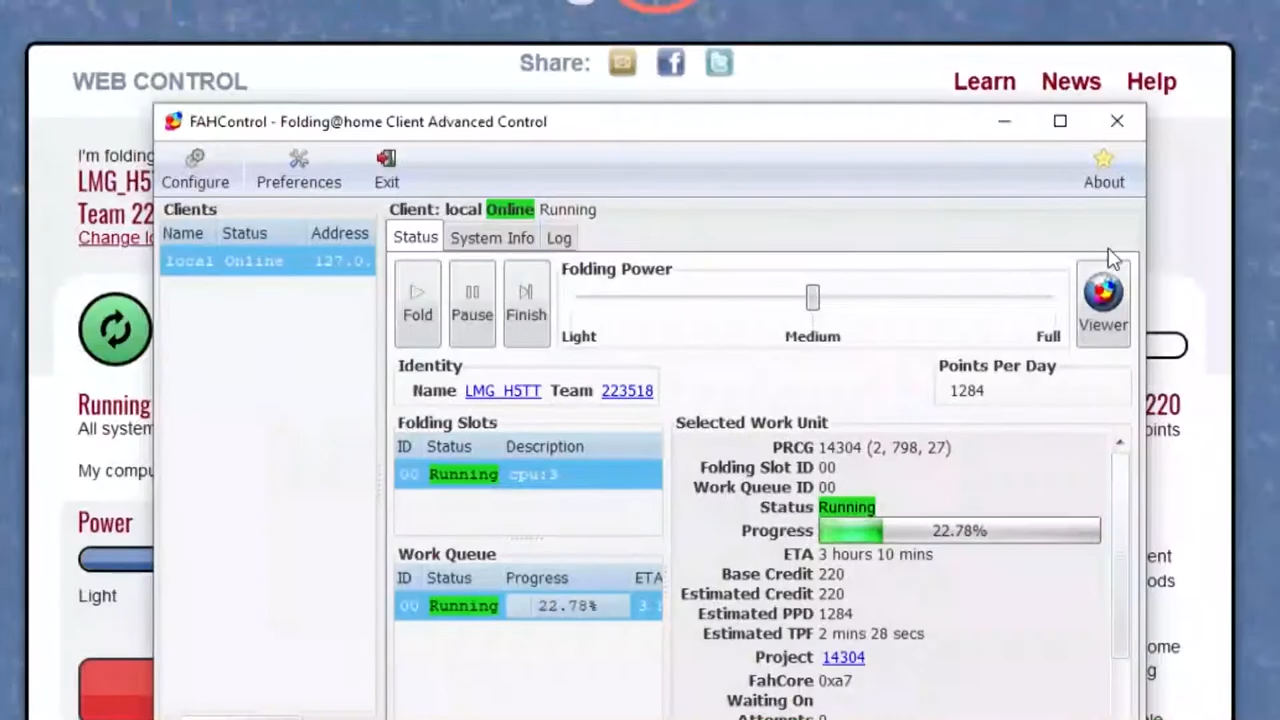 Share:
WEB CONTROL
Learn News Help
FAHControl - Folding@home Client Advanced Control
I'm folding
LMG_H5
Team 22
Change
Configure Preferences Exit About
Clients
Name Status Address
local Online 127.0.
Client: local Online Running
Status System Info Log
Fold Pause Finish
Folding Power
Light Medium Full
Viewer
Identity
Name LMG_H5TT Team 223518
Points Per Day
1284
Folding Slots
ID Status Description
00 Running cpu:3
Work Queue
ID Status Progress ETA
00 Running 22.78% 3
Selected Work Unit
PRCG 14304 (2, 798, 27)
Folding Slot ID 00
Work Queue ID 00
Status Running
Progress 22.78%
ETA 3 hours 10 mins
Base Credit 220
Estimated Credit 220
Estimated PPD 1284
Estimated TPF 2 mins 28 secs
Project 14304
FahCore 0xa7
Waiting On
Attempts 0
Running
All system
My compu
Power
Light
220
oints
ent
ods
ome
g